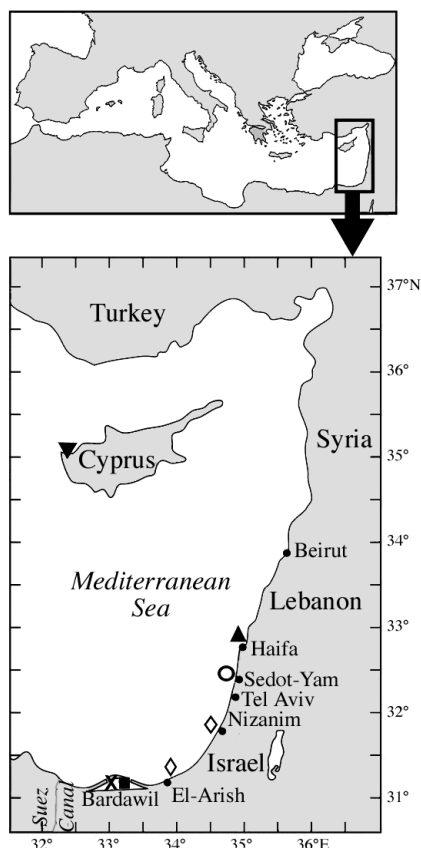 37°N
Turkey
36°
Syria
35°
Cyprus
34°
Beirut
Mediterranean
Sea
Lebanon
33°
Haifa
Sedot-Yam
Tel Aviv
Nizanim
32°
Israel
Suez
Canal
X
Bardawil
El-Arish
31°
32°
33°
34°
35°
36°E